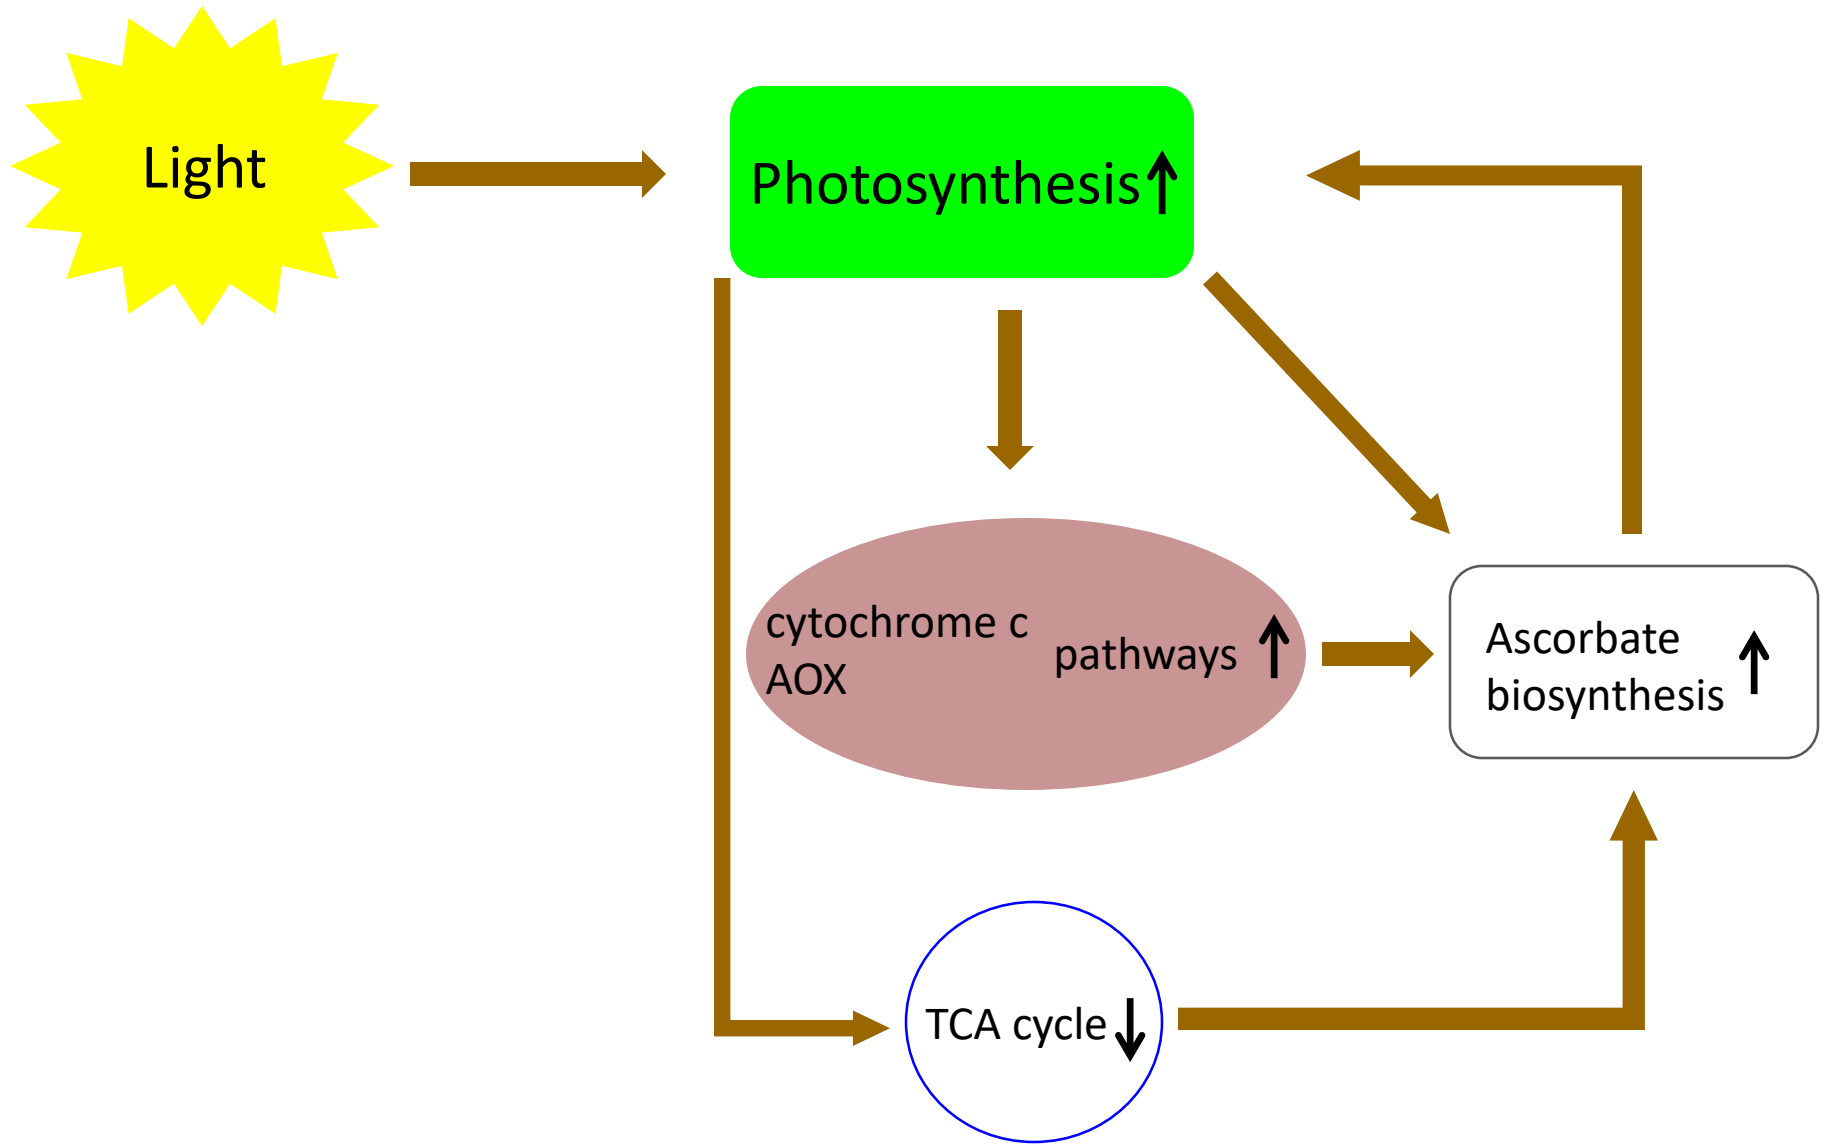 Light
Photosynthesis↑
cytochrome c
AOX
pathways ↑
Ascorbate
biosynthesis ↑
TCA cycle↓